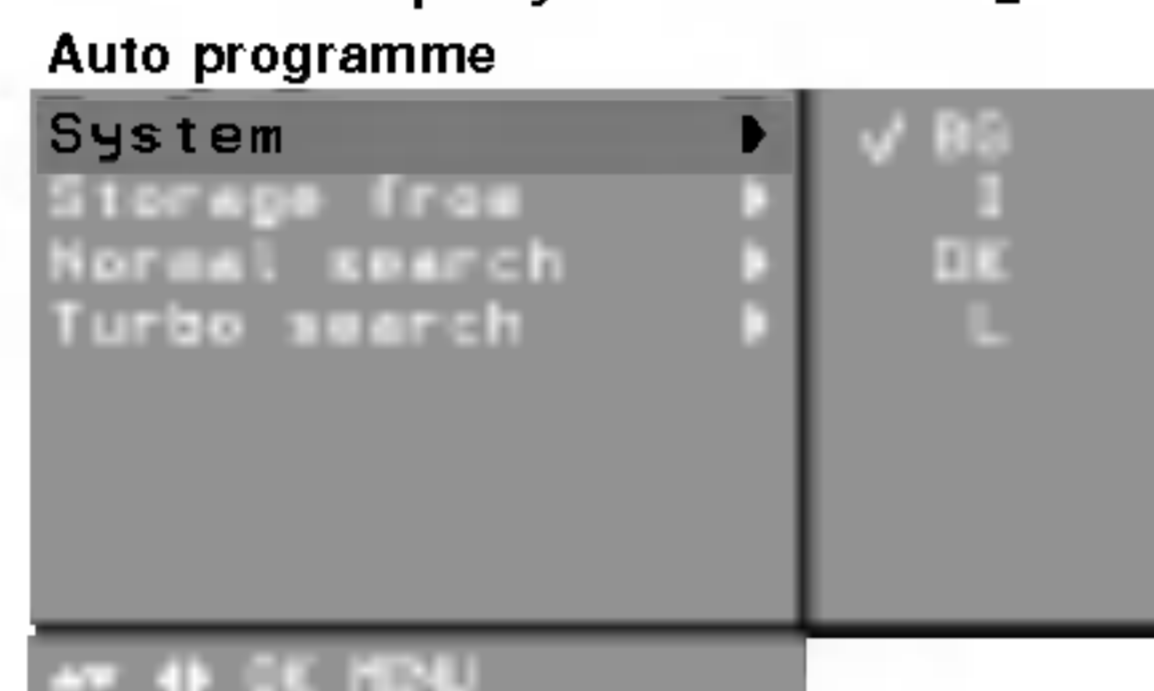 Auto programme
System ▶ ✓ BG
Storage from ▶ I
Normal search ▶ DK
Turbo search ▶ L
▲▼ ◀▶ OK MENU